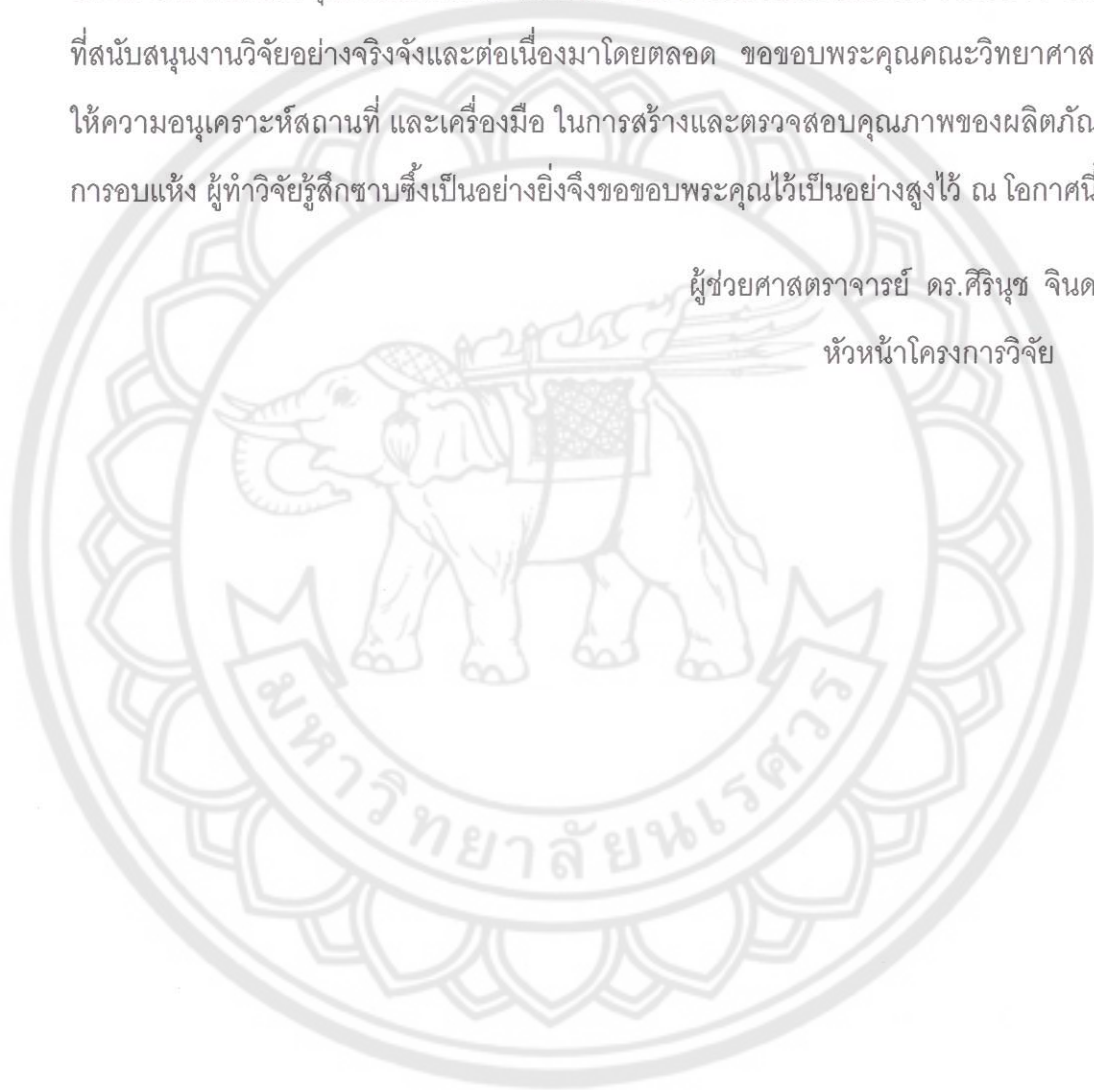 ที่สนับสนุนงานวิจัยอย่างจริงจังและต่อเนื่องมาโดยตลอด ขอขอบพระคุณคณะวิทยาศาส
ให้ความอนุเคราะห์สถานที่ และเครื่องมือ ในการสร้างและตรวจสอบคุณภาพของผลิตภัณ
การอบแห้ง ผู้ทำวิจัยรู้สึกซาบซึ้งเป็นอย่างยิ่งจึงขอขอบพระคุณไว้เป็นอย่างสูงไว้ ณ โอกาสนี้
ผู้ช่วยศาสตราจารย์ ดร.ศิรินุช จินด
หัวหน้าโครงการวิจัย
มหาวิทยาลัยนเรศวร